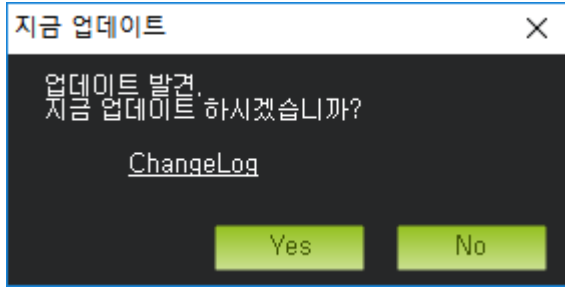 지금 업데이트
업데이트 발견.
지금 업데이트 하시겠습니까?
ChangeLog
Yes
No